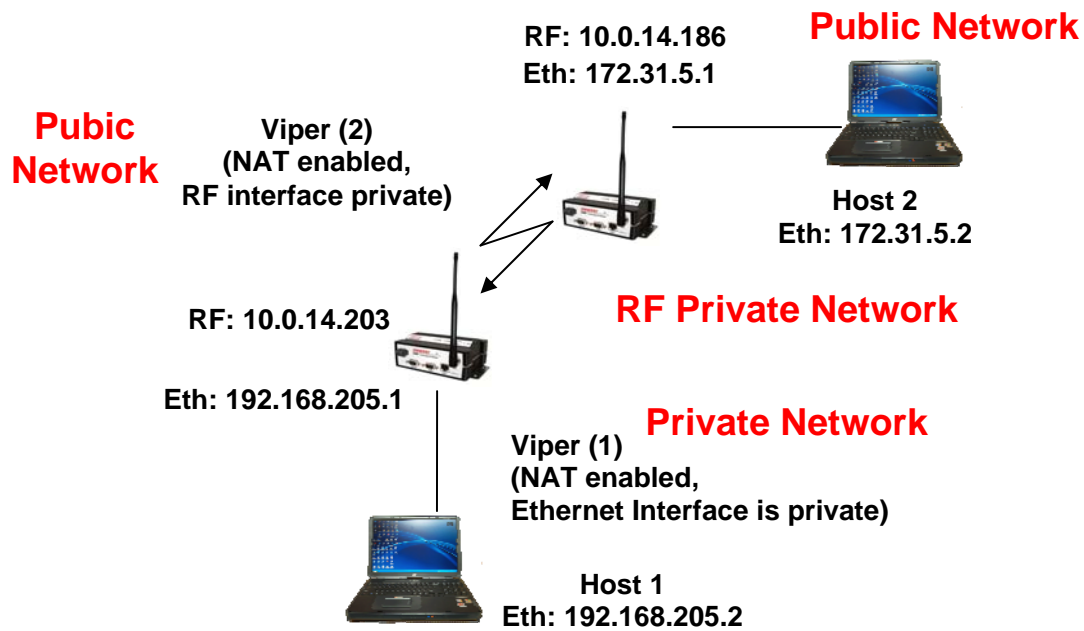 RF: 10.0.14.186
Eth: 172.31.5.1
Public Network
Pubic
Network
Viper (2)
(NAT enabled,
RF interface private)
Host 2
Eth: 172.31.5.2
RF: 10.0.14.203
RF Private Network
Eth: 192.168.205.1
Private Network
Viper (1)
(NAT enabled,
Ethernet Interface is private)
Host 1
Eth: 192.168.205.2